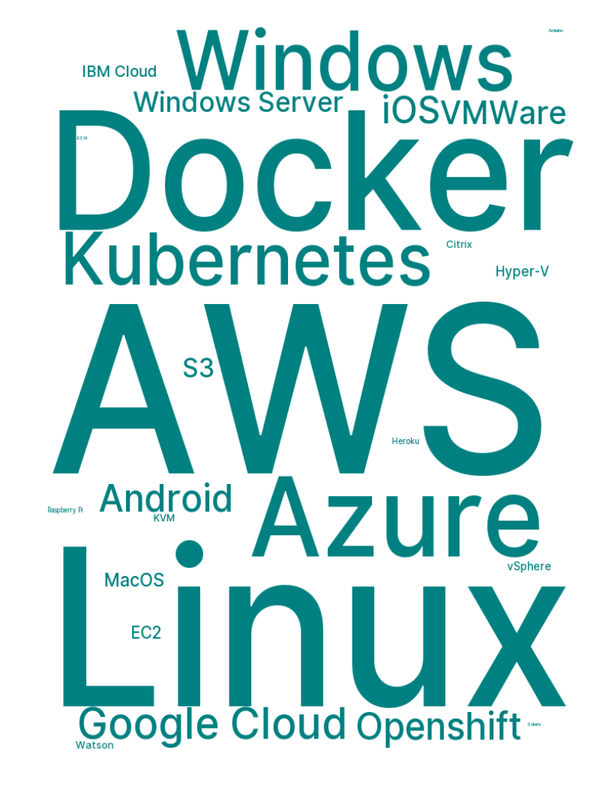 Arduino
Windows
IBM Cloud
Windows Server
iOS
VMWare
Docker
Kubernetes
Citrix
Hyper-V
AWS
S3
Heroku
Android
Azure
Raspberry Pi
KVM
vSphere
Linux
MacOS
EC2
Google Cloud
Openshift
Solaris
Watson